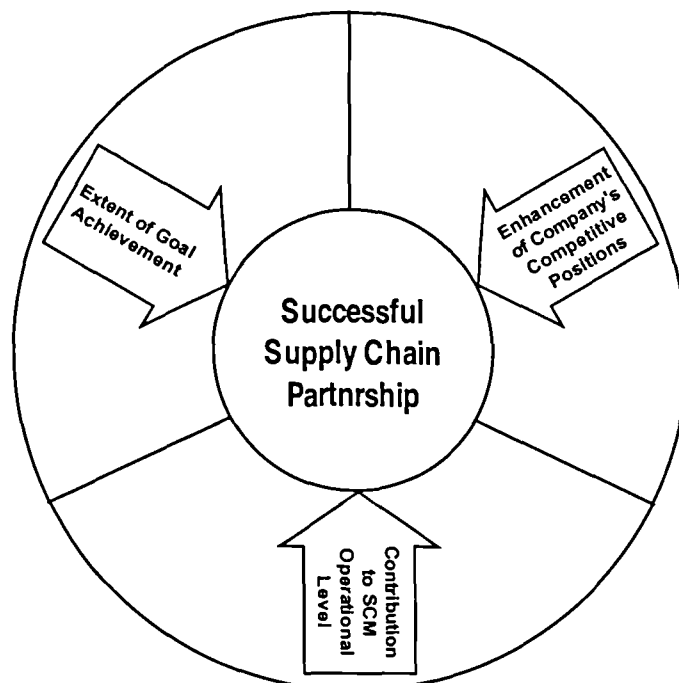 Extent of Goal
Achievement
Enhancement
of Company's
Competitive
Positions
Successful
Supply Chain
Partnrship
Contribution
to SCM
Operational
Level